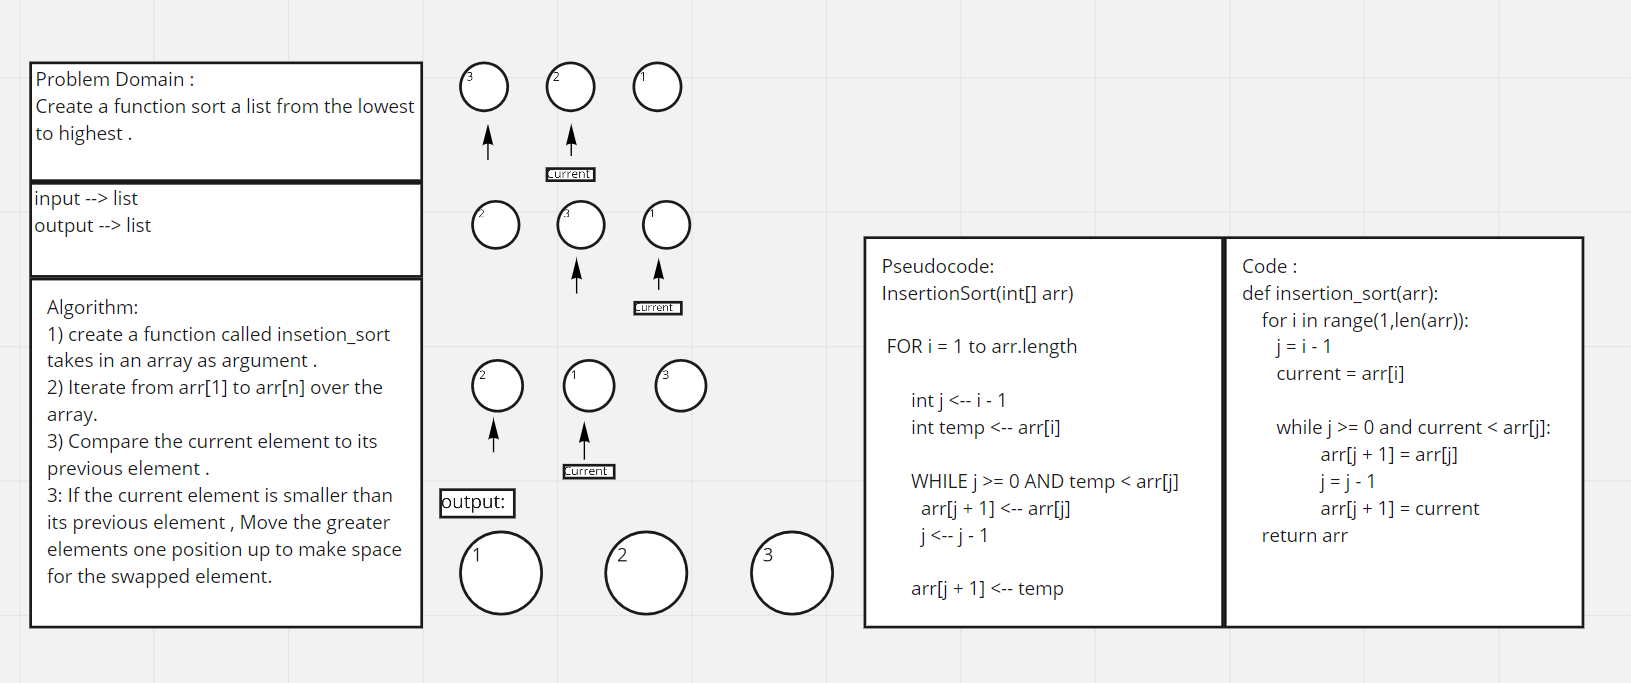 Problem Domain :
Create a function sort a list from the lowest
to highest .
input --> list
output --> list
Algorithm:
1) create a function called insetion_sort
takes in an array as argument .
2) Iterate from arr[1] to arr[n] over the
array.
3) Compare the current element to its
previous element .
3: If the current element is smaller than
its previous element , Move the greater
elements one position up to make space
for the swapped element.
3 2 1
Current
2 3 1
Current
2 1 3
Current
output:
1 2 3
Pseudocode:
InsertionSort(int[] arr)
FOR i = 1 to arr.length
int j <-- i - 1
int temp <-- arr[i]
WHILE j >= 0 AND temp < arr[j]
arr[j + 1] <-- arr[j]
j <-- j - 1
arr[j + 1] <-- temp
Code :
def insertion_sort(arr):
for i in range(1,len(arr)):
j = i - 1
current = arr[i]
while j >= 0 and current < arr[j]:
arr[j + 1] = arr[j]
j = j - 1
arr[j + 1] = current
return arr